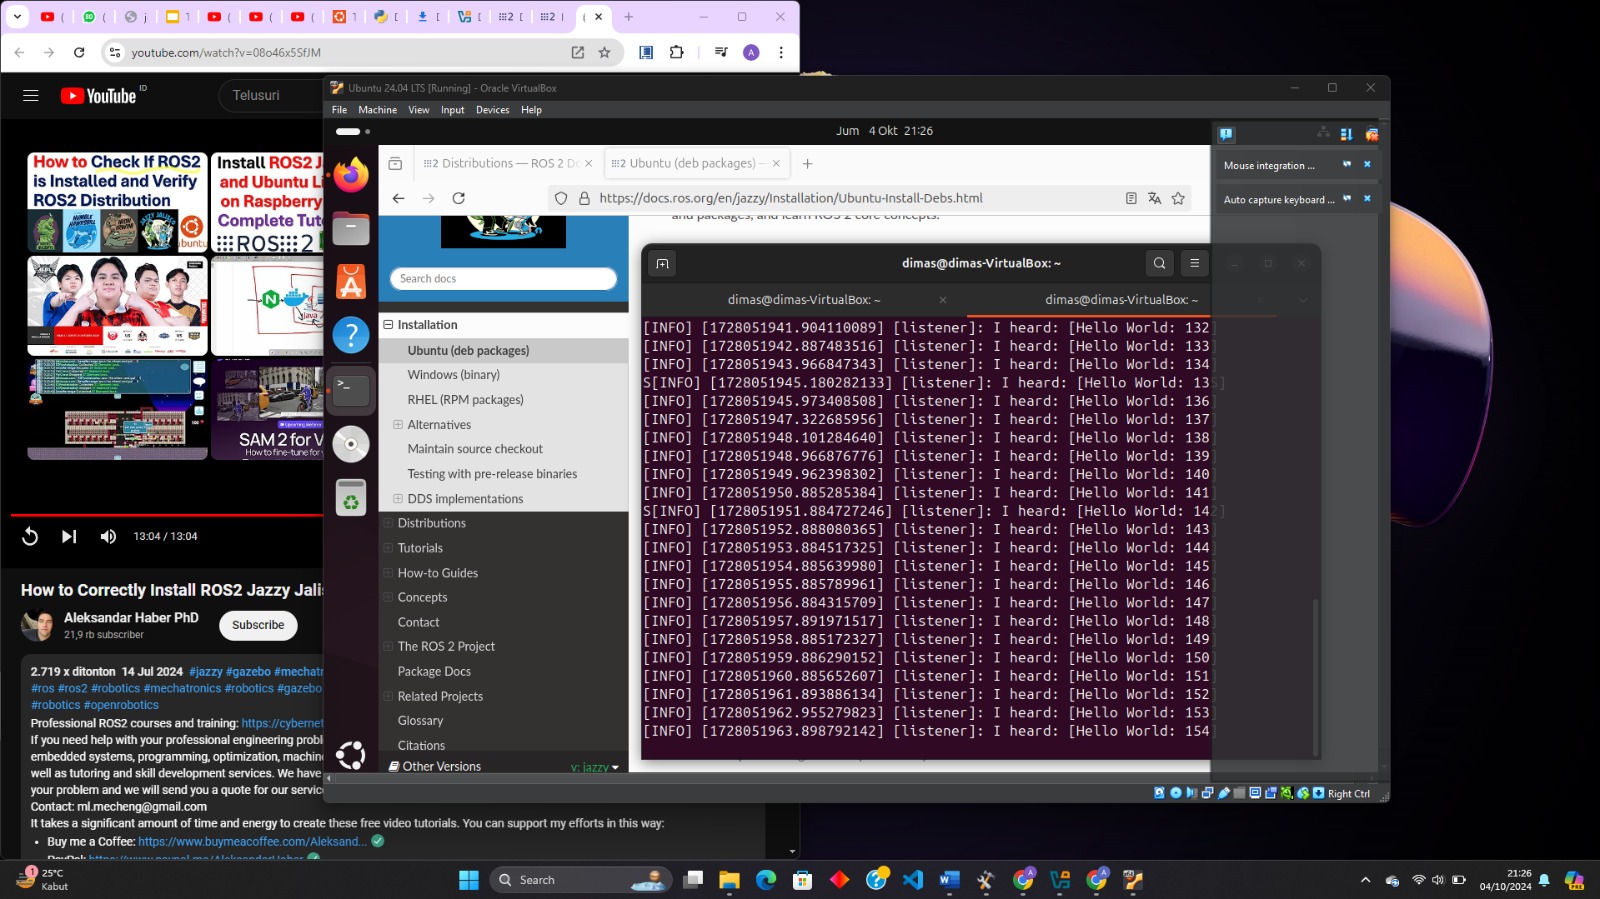 youtube.com/watch?v=08o46x5SfJM
YouTube ID
Telusuri
How to Check If ROS2
is Installed and Verify
ROS2 Distribution
Install ROS2 J
and Ubuntu Li
on Raspberry
Complete Tuto
ROS 2
java
SAM 2 for V
How to fine-tune for
13:04 / 13:04
How to Correctly Install ROS2 Jazzy Jalis
Aleksandar Haber PhD
21,9 rb subscriber
Subscribe
2.719 x ditonton 14 Jul 2024 #jazzy #gazebo #mechatr
#ros #ros2 #robotics #mechatronics #robotics #gazebo
#robotics #openrobotics
Professional ROS2 courses and training: https://cybernet
If you need help with your professional engineering probl
embedded systems, programming, optimization, machin
well as tutoring and skill development services. We have
your problem and we will send you a quote for our servic
Contact: ml.mecheng@gmail.com
It takes a significant amount of time and energy to create these free video tutorials. You can support my efforts in this way:
• Buy me a Coffee: https://www.buymeacoffee.com/Aleksand...
Ubuntu 24.04 LTS [Running] - Oracle VirtualBox
File Machine View Input Devices Help
Jum 4 Okt 21:26
Distributions — ROS 2 Do
Ubuntu (deb packages) —
https://docs.ros.org/en/jazzy/Installation/Ubuntu-Install-Debs.html
and packages, and learn ROS 2 core concepts.
Search docs
Installation
Ubuntu (deb packages)
Windows (binary)
RHEL (RPM packages)
Alternatives
Maintain source checkout
Testing with pre-release binaries
DDS implementations
Distributions
Tutorials
How-to Guides
Concepts
Contact
The ROS 2 Project
Package Docs
Related Projects
Glossary
Citations
Other Versions v: jazzy
Mouse integration ...
Auto capture keyboard ...
dimas@dimas-VirtualBox: ~
dimas@dimas-VirtualBox: ~
dimas@dimas-VirtualBox: ~
[INFO] [1728051941.904110089] [listener]: I heard: [Hello World: 132]
[INFO] [1728051942.887483516] [listener]: I heard: [Hello World: 133]
[INFO] [1728051943.966847343] [listener]: I heard: [Hello World: 134]
S[INFO] [1728051945.180282133] [listener]: I heard: [Hello World: 135]
[INFO] [1728051945.973408508] [listener]: I heard: [Hello World: 136]
[INFO] [1728051947.322685956] [listener]: I heard: [Hello World: 137]
[INFO] [1728051948.101284640] [listener]: I heard: [Hello World: 138]
[INFO] [1728051948.966876776] [listener]: I heard: [Hello World: 139]
[INFO] [1728051949.962398302] [listener]: I heard: [Hello World: 140]
[INFO] [1728051950.885285384] [listener]: I heard: [Hello World: 141]
S[INFO] [1728051951.884727246] [listener]: I heard: [Hello World: 142]
[INFO] [1728051952.888080365] [listener]: I heard: [Hello World: 143]
[INFO] [1728051953.884517325] [listener]: I heard: [Hello World: 144]
[INFO] [1728051954.885639980] [listener]: I heard: [Hello World: 145]
[INFO] [1728051955.885789961] [listener]: I heard: [Hello World: 146]
[INFO] [1728051956.884315709] [listener]: I heard: [Hello World: 147]
[INFO] [1728051957.891971517] [listener]: I heard: [Hello World: 148]
[INFO] [1728051958.885172327] [listener]: I heard: [Hello World: 149]
[INFO] [1728051959.886290152] [listener]: I heard: [Hello World: 150]
[INFO] [1728051960.885652607] [listener]: I heard: [Hello World: 151]
[INFO] [1728051961.893886134] [listener]: I heard: [Hello World: 152]
[INFO] [1728051962.955279823] [listener]: I heard: [Hello World: 153]
[INFO] [1728051963.898792142] [listener]: I heard: [Hello World: 154]
Right Ctrl
1
25°C
Kabut
Search
21:26
04/10/2024